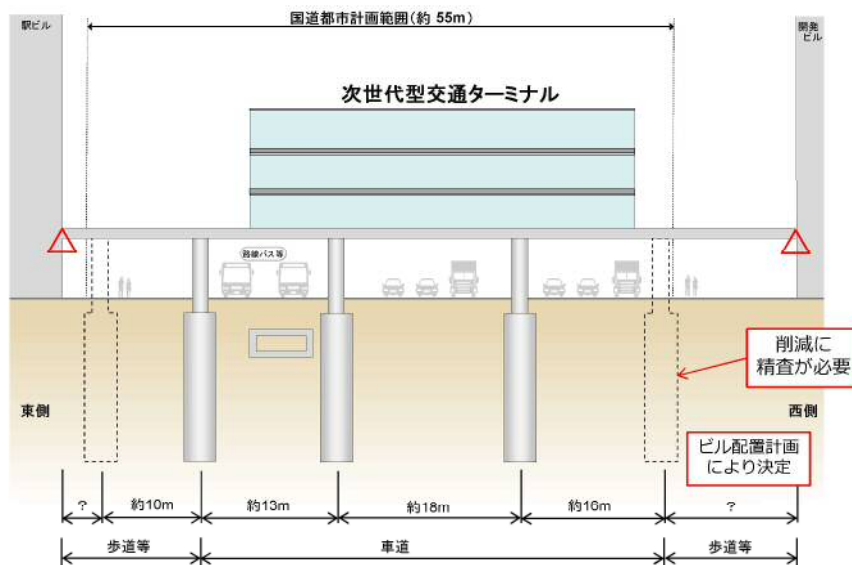 国道都市計画範囲(約 55m)
駅ビル
開発
ビル
次世代型交通ターミナル
路線バス等
削減に
精査が必要
東側
西側
ビル配置計画
により決定
?
約10m
約13m
約18m
約16m
?
歩道等
車道
歩道等